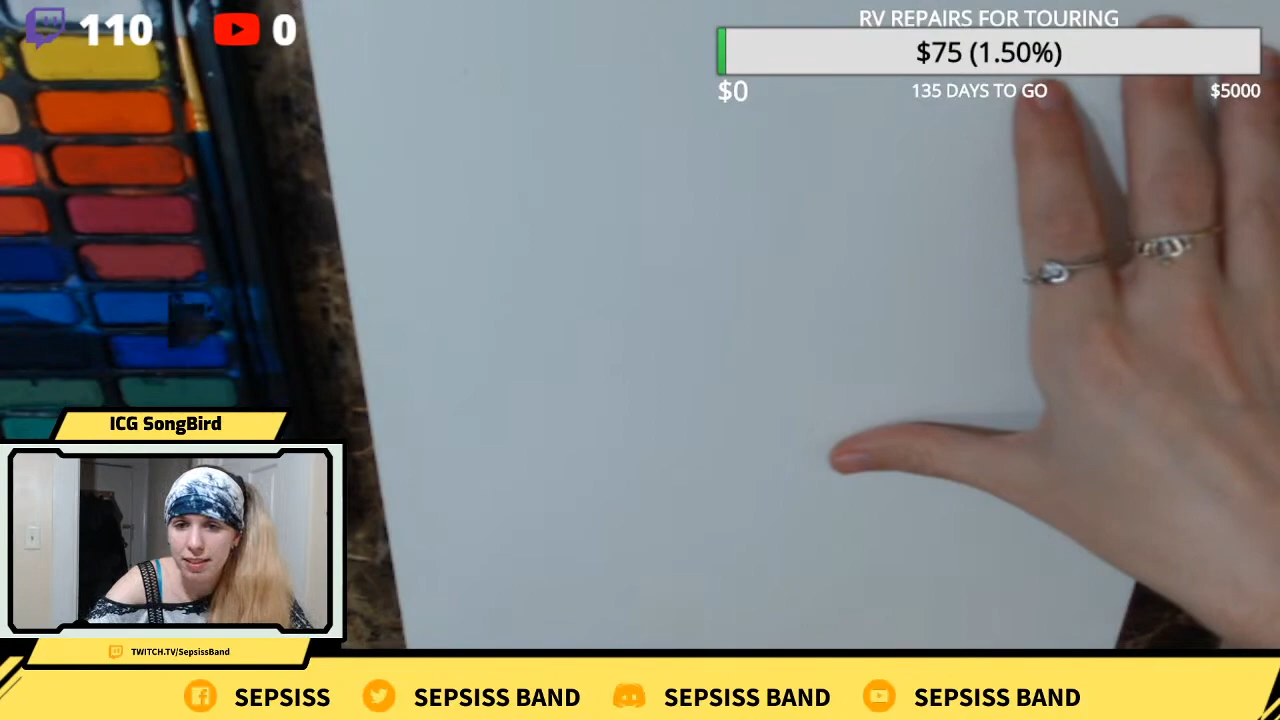 110
0
RV REPAIRS FOR TOURING
$75 (1.50%)
$0
135 DAYS TO GO
$5000
ICG SongBird
TWITCH.TV/SepsissBand
SEPSISS
SEPSISS BAND
SEPSISS BAND
SEPSISS BAND